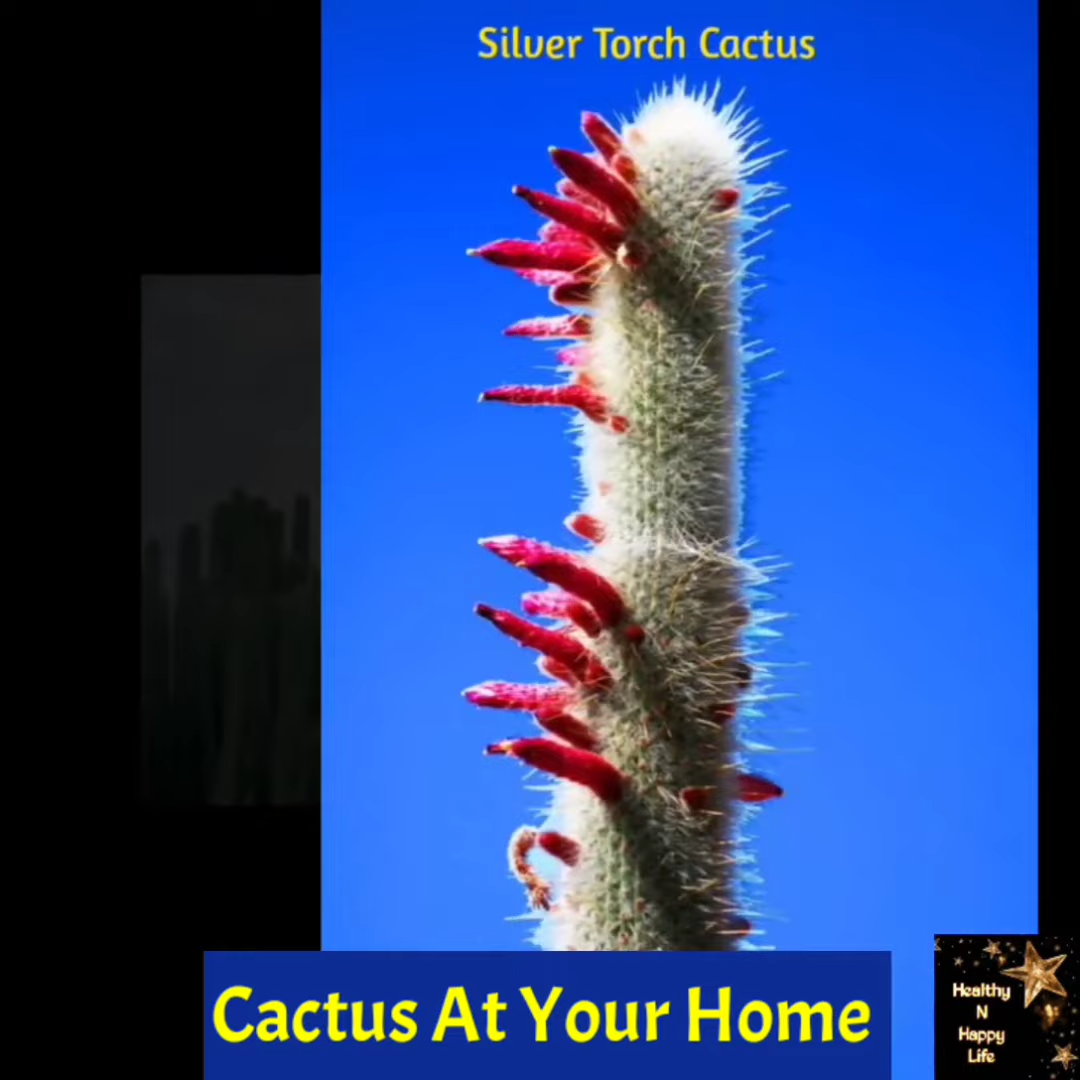 Silver Torch Cactus
Cactus At Your Home
Healthy
N
Happy
Life